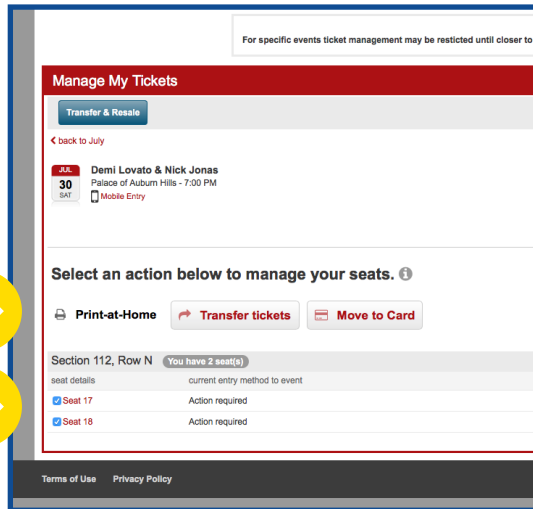 For specific events ticket management may be resticted until closer to
Manage My Tickets
Transfer & Resale
back to July
JUL
30
SAT
Demi Lovato & Nick Jonas
Palace of Auburn Hills - 7:00 PM
Mobile Entry
Select an action below to manage your seats.
Print-at-Home Transfer tickets Move to Card
Section 112, Row N You have 2 seat(s)
seat details current entry method to event
Seat 17 Action required
Seat 18 Action required
Terms of Use Privacy Policy